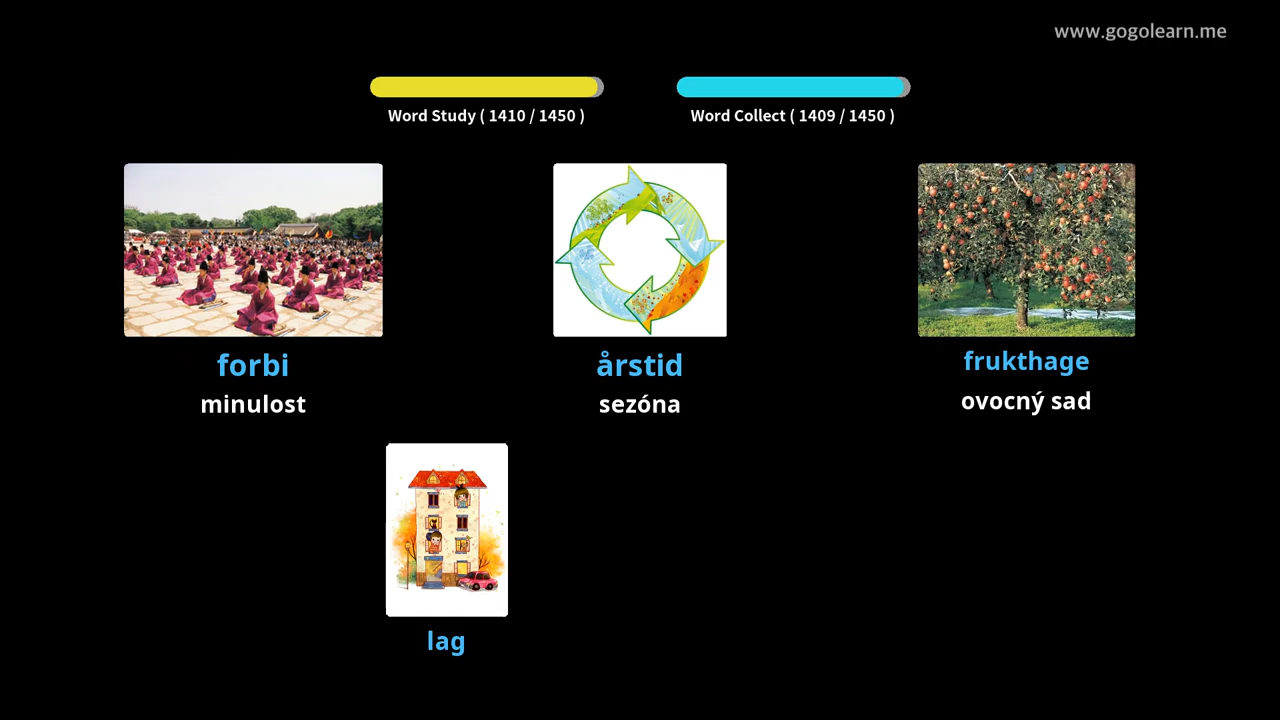 www.gogolearn.me
Word Study ( 1410 / 1450 )
Word Collect ( 1409 / 1450 )
forbi
minulost
årstid
sezóna
frukthage
ovocný sad
lag